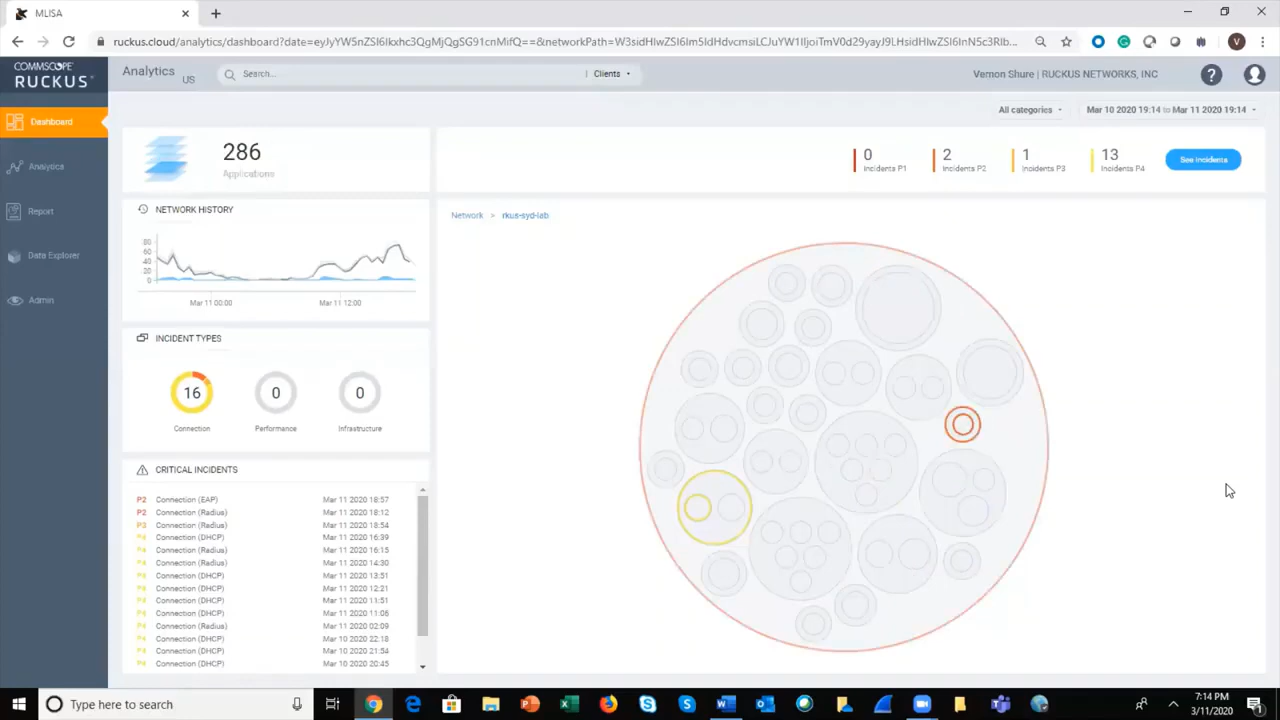 MLISA
ruckus.cloud/analytics/dashboard?date=eyJYW5nZSI6Ikxhc3QgMjQgSG91cnMifQ==&networkPath=W3sidHlwZSI6Im5ldHdvcmsiLCJuYW1lIjoiTmV0d29yayJ9LHsidHlwZSI6InN5c3Rlb...
V
COMMSCOPE
RUCKUS
Analytics
US
Search...
Clients
Vernon Shure | RUCKUS NETWORKS, INC
?
Dashboard
Analytics
Report
Data Explorer
Admin
All categories
Mar 10 2020 19:14 to Mar 11 2020 19:14
286
Applications
0
Incidents P1
2
Incidents P2
1
Incidents P3
13
Incidents P4
See Incidents
NETWORK HISTORY
80
60
40
20
0
Mar 11 00:00
Mar 11 12:00
Network > rkus-syd-lab
INCIDENT TYPES
16
0
0
Connection
Performance
Infrastructure
CRITICAL INCIDENTS
P2 Connection (EAP) Mar 11 2020 18:57
P2 Connection (Radius) Mar 11 2020 18:12
P3 Connection (Radius) Mar 11 2020 18:54
P4 Connection (DHCP) Mar 11 2020 16:39
P4 Connection (Radius) Mar 11 2020 16:15
P4 Connection (Radius) Mar 11 2020 14:30
P4 Connection (DHCP) Mar 11 2020 13:51
P4 Connection (DHCP) Mar 11 2020 12:21
P4 Connection (DHCP) Mar 11 2020 11:51
P4 Connection (DHCP) Mar 11 2020 11:06
P4 Connection (Radius) Mar 11 2020 02:09
P4 Connection (DHCP) Mar 10 2020 22:18
P4 Connection (DHCP) Mar 10 2020 21:54
P4 Connection (DHCP) Mar 10 2020 20:45
Type here to search
7:14 PM
3/11/2020